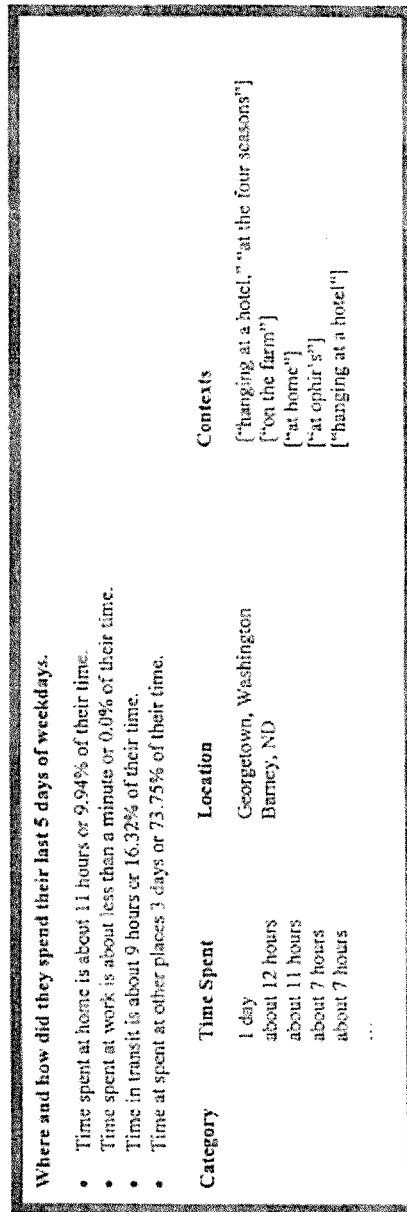 Where and how did they spend their last 5 days of weekdays.
• Time spent at home is about 11 hours or 9.94% of their time.
• Time spent at work is about less than a minute or 0.0% of their time.
• Time in transit is about 9 hours or 16.32% of their time.
• Time at spent at other places 3 days or 73.75% of their time.
Category Time Spent Location Contexts
1 day Georgetown, Washington ["hanging at a hotel," "at the four seasons"]
about 12 hours Barney, ND ["on the farm"]
about 11 hours ["at home"]
about 7 hours ["at ophir's"]
about 7 hours ["hanging at a hotel"]
...